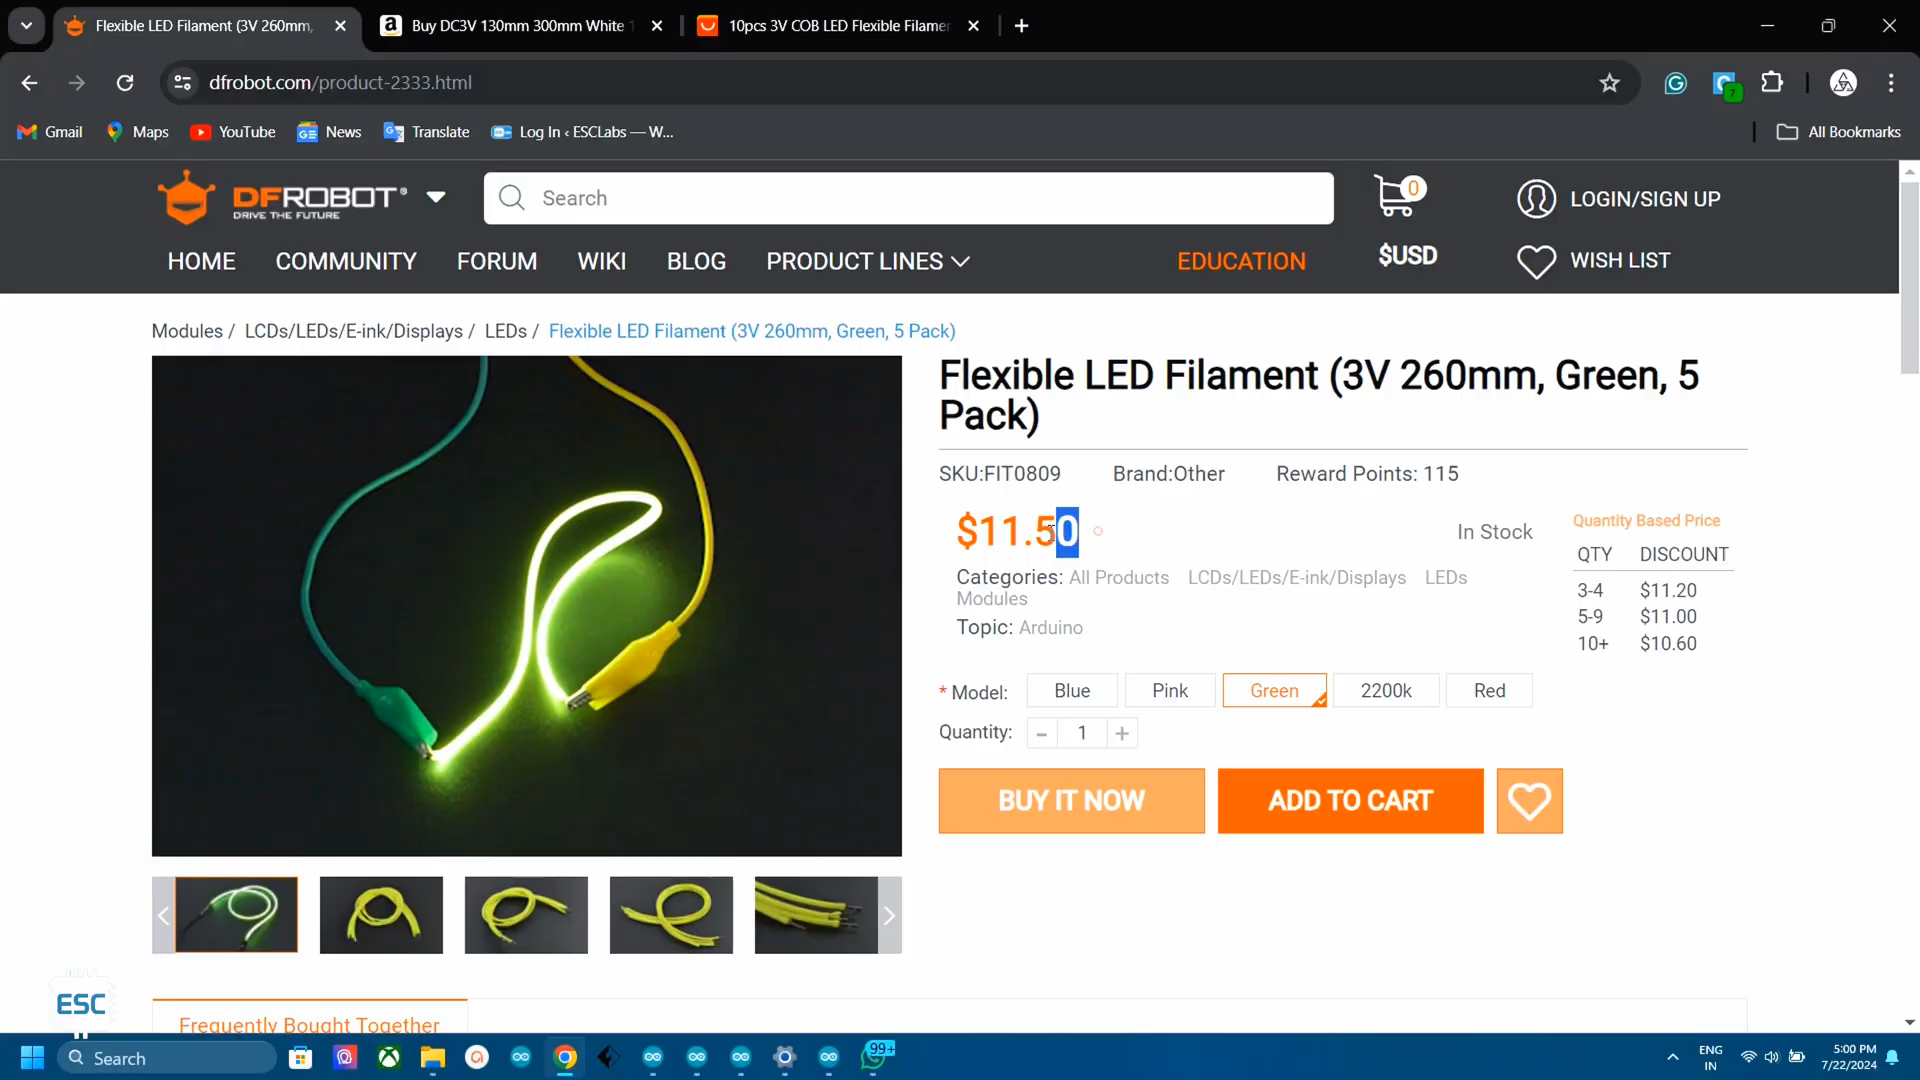 Flexible LED Filament (3V 260mm,
Buy DC3V 130mm 300mm White
10pcs 3V COB LED Flexible Filamen
dfrobot.com/product-2333.html
Gmail
Maps
YouTube
News
Translate
Log In ‹ ESCLabs — W...
All Bookmarks
DFROBOT
DRIVE THE FUTURE
Search
0
LOGIN/SIGN UP
HOME
COMMUNITY
FORUM
WIKI
BLOG
PRODUCT LINES
EDUCATION
$USD
WISH LIST
Modules / LCDs/LEDs/E-ink/Displays / LEDs / Flexible LED Filament (3V 260mm, Green, 5 Pack)
Flexible LED Filament (3V 260mm, Green, 5
Pack)
SKU:FIT0809 Brand:Other Reward Points: 115
$11.50
In Stock
Categories: All Products LCDs/LEDs/E-ink/Displays LEDs
Modules
Topic: Arduino
Quantity Based Price
QTY DISCOUNT
3-4 $11.20
5-9 $11.00
10+ $10.60
* Model: Blue Pink Green 2200k Red
Quantity: - 1 +
BUY IT NOW
ADD TO CART
ESC
Frequently Bought Together
Search
99+
ENG
IN
5:00 PM
7/22/2024